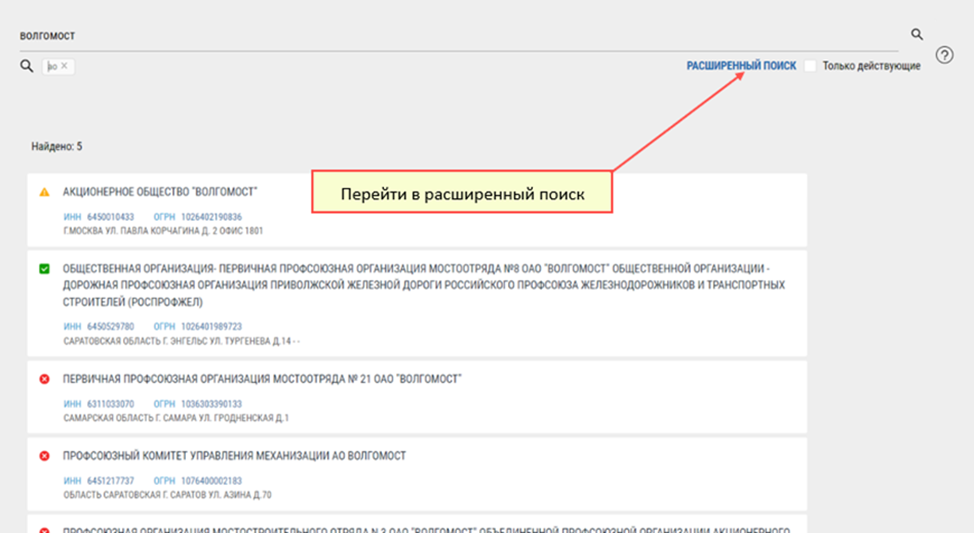 ВОЛГОМОСТ
ю ×
РАСШИРЕННЫЙ ПОИСК Только действующие
?
Найдено: 5
Перейти в расширенный поиск
АКЦИОНЕРНОЕ ОБЩЕСТВО "ВОЛГОМОСТ"
ИНН 6450010433 ОГРН 1026402190836
Г.МОСКВА УЛ. ПАВЛА КОРЧАГИНА Д. 2 ОФИС 1801
ОБЩЕСТВЕННАЯ ОРГАНИЗАЦИЯ- ПЕРВИЧНАЯ ПРОФСОЮЗНАЯ ОРГАНИЗАЦИЯ МОСТООТРЯДА №8 ОАО "ВОЛГОМОСТ" ОБЩЕСТВЕННОЙ ОРГАНИЗАЦИИ -
ДОРОЖНАЯ ПРОФСОЮЗНАЯ ОРГАНИЗАЦИЯ ПРИВОЛЖСКОЙ ЖЕЛЕЗНОЙ ДОРОГИ РОССИЙСКОГО ПРОФСОЮЗА ЖЕЛЕЗНОДОРОЖНИКОВ И ТРАНСПОРТНЫХ
СТРОИТЕЛЕЙ (РОСПРОФЖЕЛ)
ИНН 6450529780 ОГРН 1026401989723
САРАТОВСКАЯ ОБЛАСТЬ Г. ЭНГЕЛЬС УЛ. ТУРГЕНЕВА Д.14 - -
ПЕРВИЧНАЯ ПРОФСОЮЗНАЯ ОРГАНИЗАЦИЯ МОСТООТРЯДА № 21 ОАО "ВОЛГОМОСТ"
ИНН 6311033070 ОГРН 1036303390133
САМАРСКАЯ ОБЛАСТЬ Г. САМАРА УЛ. ГРОДНЕНСКАЯ Д.1
ПРОФСОЮЗНЫЙ КОМИТЕТ УПРАВЛЕНИЯ МЕХАНИЗАЦИИ АО ВОЛГОМОСТ
ИНН 6451217737 ОГРН 1076400002183
ОБЛАСТЬ САРАТОВСКАЯ Г. САРАТОВ УЛ. АЗИНА Д.70
ПРОФСОЮЗНАЯ ОРГАНИЗАЦИЯ МОСТОСТРОИТЕЛЬНОГО ОТРЯДА N 3 ОАО "ВОЛГОМОСТ" ОБЪЕДИНЕННОЙ ПРОФСОЮЗНОЙ ОРГАНИЗАЦИИ АКЦИОНЕРНОГО